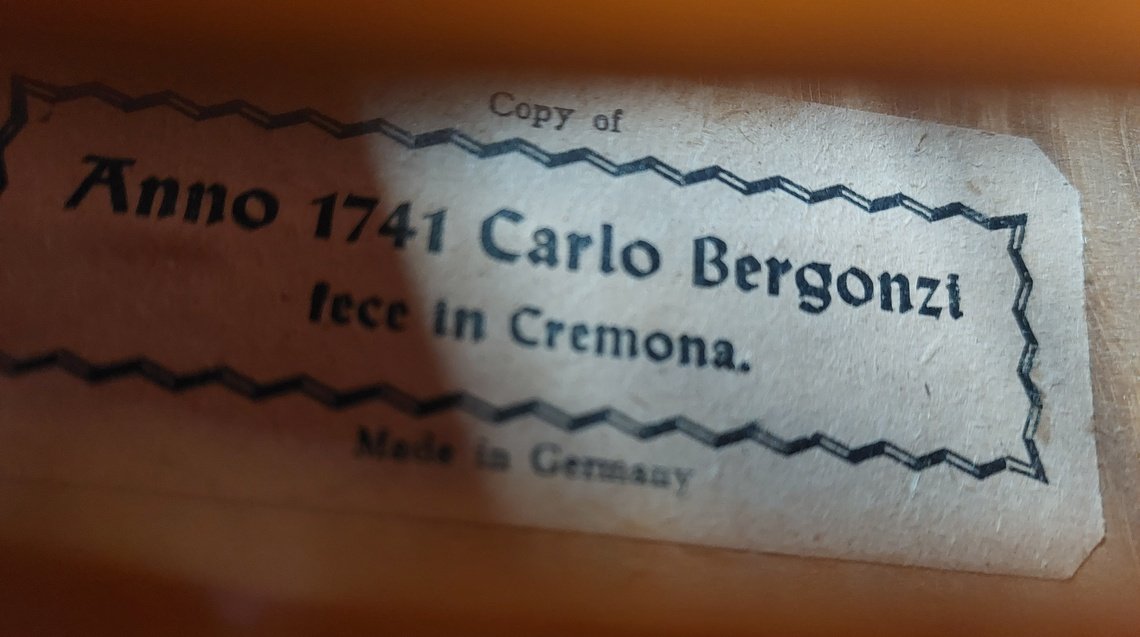 Copy of
Anno 1741 Carlo Bergonzi
fece in Cremona.
Made in Germany